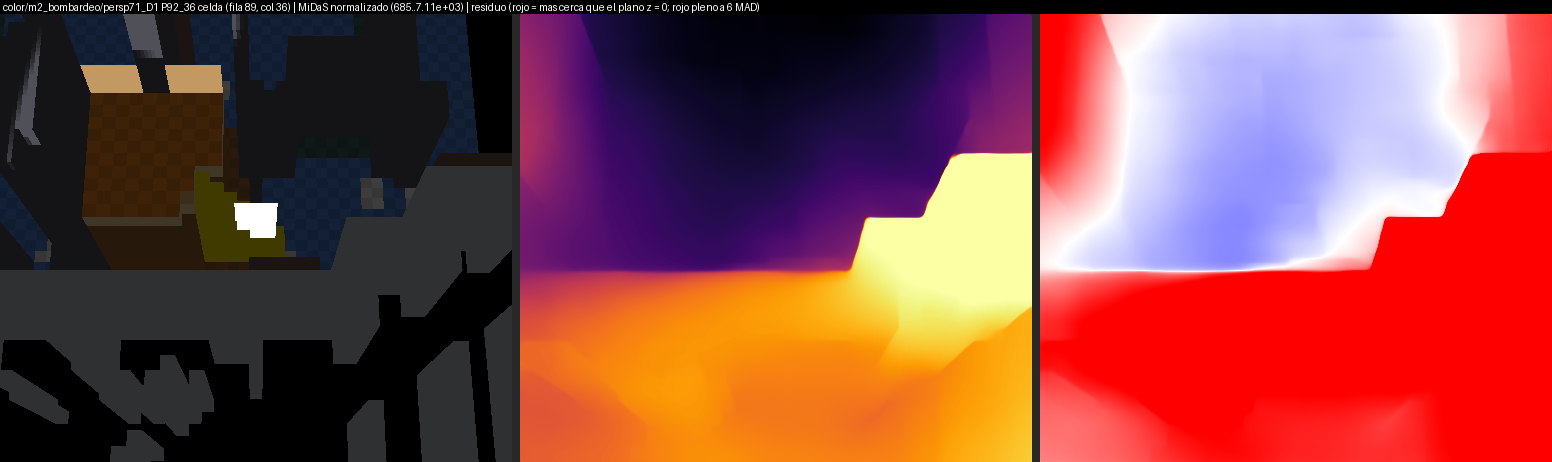 color/m2_bombardeo/persp71_D1 P92_36 celda (fila 89, col 36) | MiDaS normalizado (685..7.11e+03) | residuo (rojo = mas cerca que el plano z = 0; rojo pleno a 6 MAD)